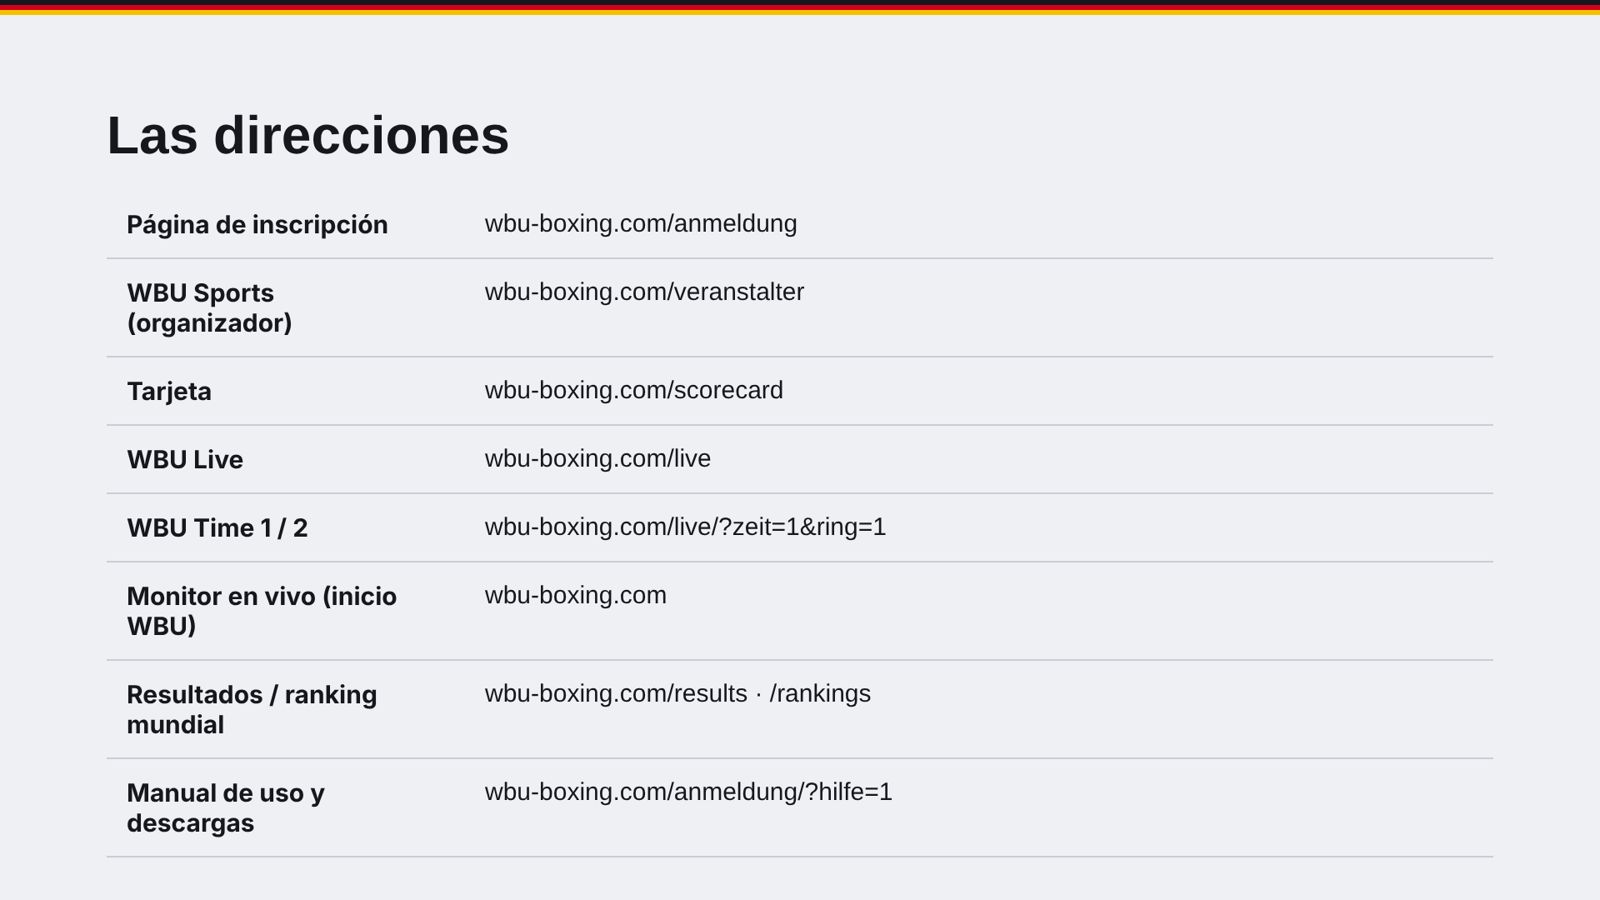 Las direcciones
Página de inscripción
wbu-boxing.com/anmeldung
WBU Sports
(organizador)
wbu-boxing.com/veranstalter
Tarjeta
wbu-boxing.com/scorecard
WBU Live
wbu-boxing.com/live
WBU Time 1 / 2
wbu-boxing.com/live/?zeit=1&ring=1
Monitor en vivo (inicio
WBU)
wbu-boxing.com
Resultados / ranking
mundial
wbu-boxing.com/results · /rankings
Manual de uso y
descargas
wbu-boxing.com/anmeldung/?hilfe=1